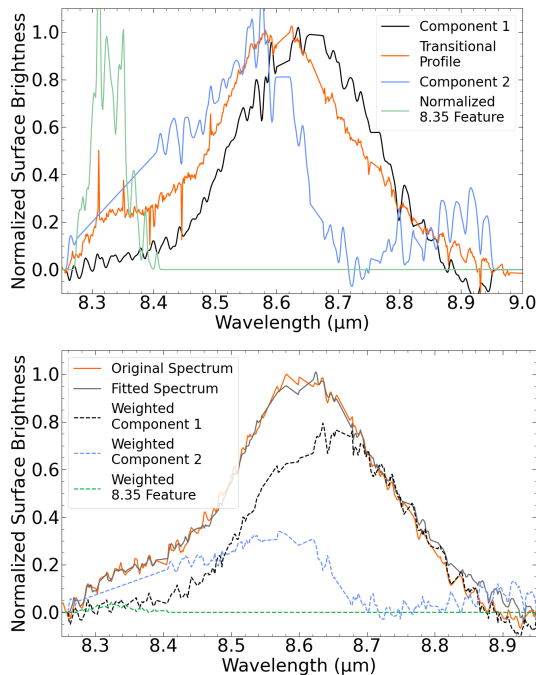 Normalized Surface Brightness
1.0
0.8
0.6
0.4
0.2
0.0
Component 1
Transitional
Profile
Component 2
Normalized
8.35 Feature
8.3
8.4
8.5
8.6
8.7
8.8
8.9
9.0
Wavelength (μm)
Normalized Surface Brightness
1.0
0.8
0.6
0.4
0.2
0.0
Original Spectrum
Fitted Spectrum
Weighted
Component 1
Weighted
Component 2
Weighted
8.35 Feature
8.3
8.4
8.5
8.6
8.7
8.8
8.9
Wavelength (μm)